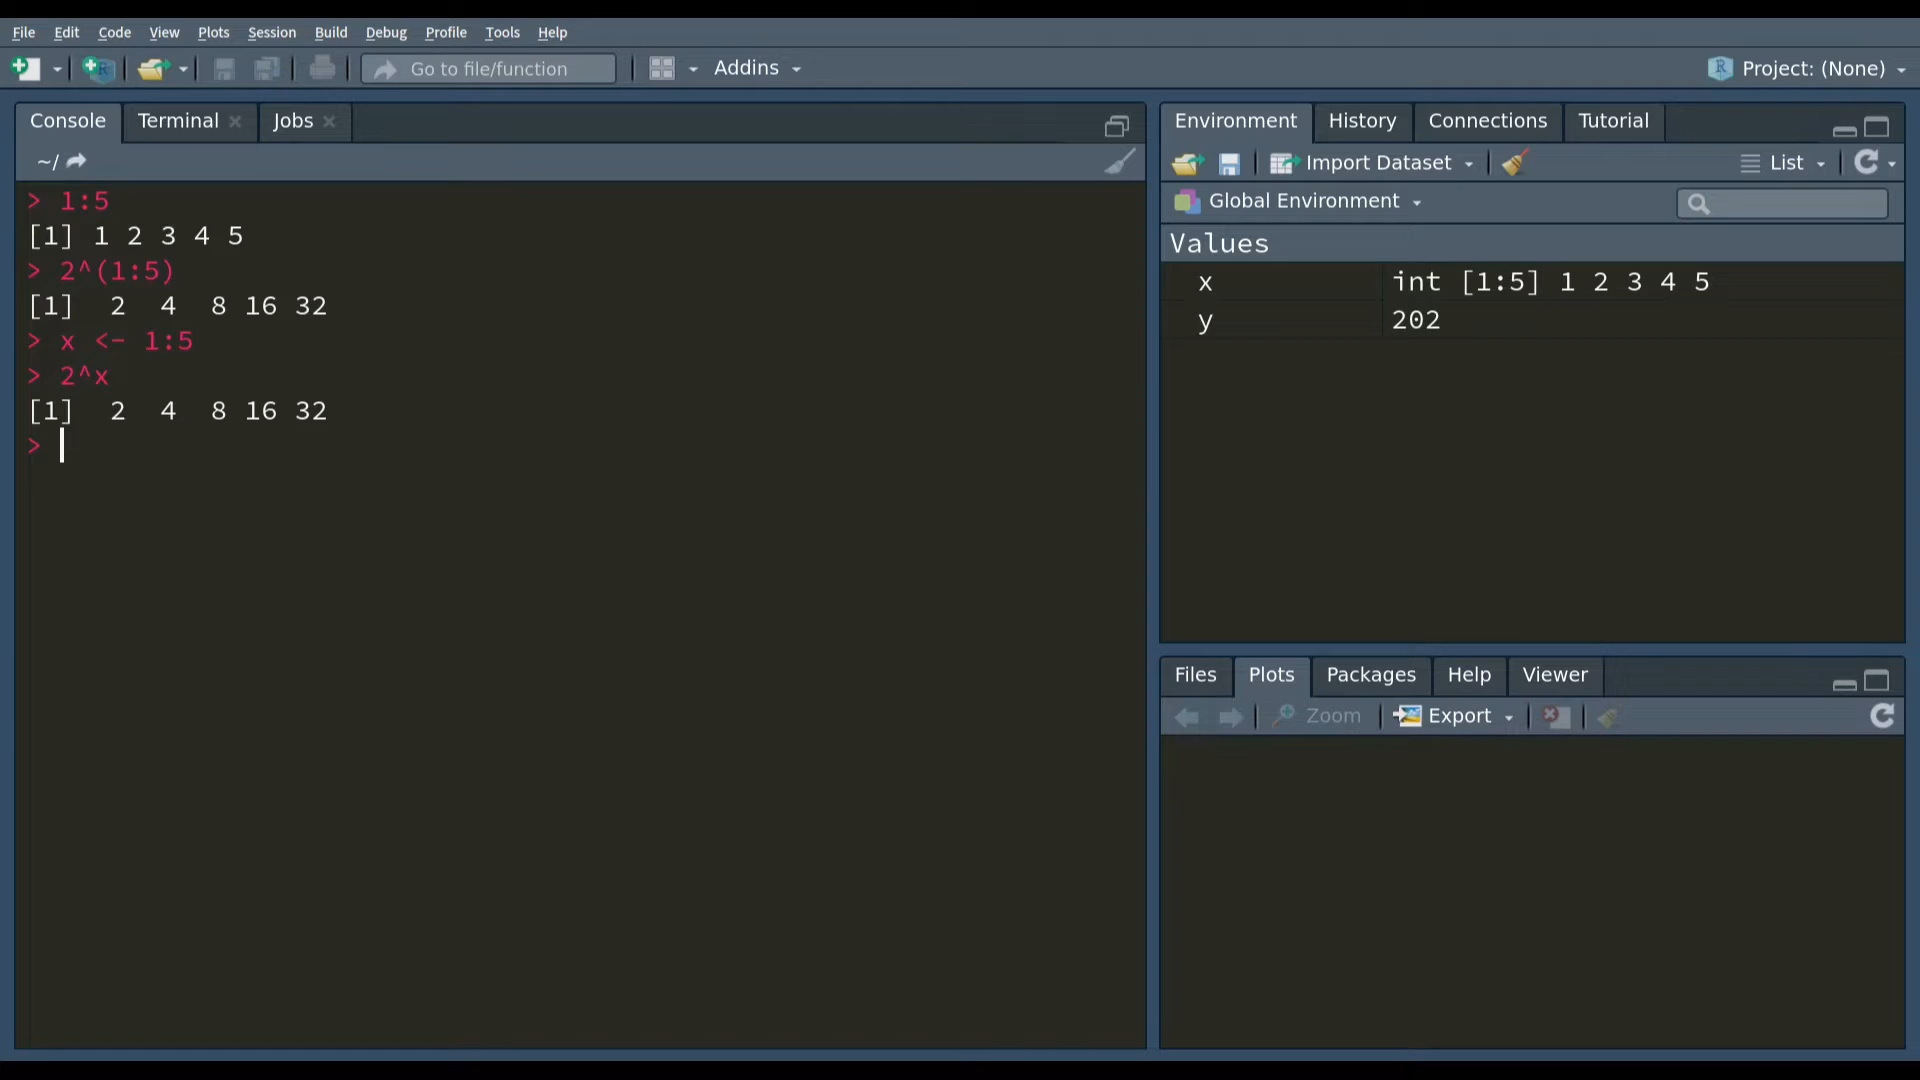 File Edit Code View Plots Session Build Debug Profile Tools Help
Go to file/function Addins Project: (None)
Console Terminal Jobs
~/
> 1:5
[1] 1 2 3 4 5
> 2^(1:5)
[1]  2  4  8 16 32
> x <- 1:5
> 2^x
[1]  2  4  8 16 32
>
Environment History Connections Tutorial
Import Dataset List
Global Environment
Values
x int [1:5] 1 2 3 4 5
y 202
Files Plots Packages Help Viewer
Zoom Export